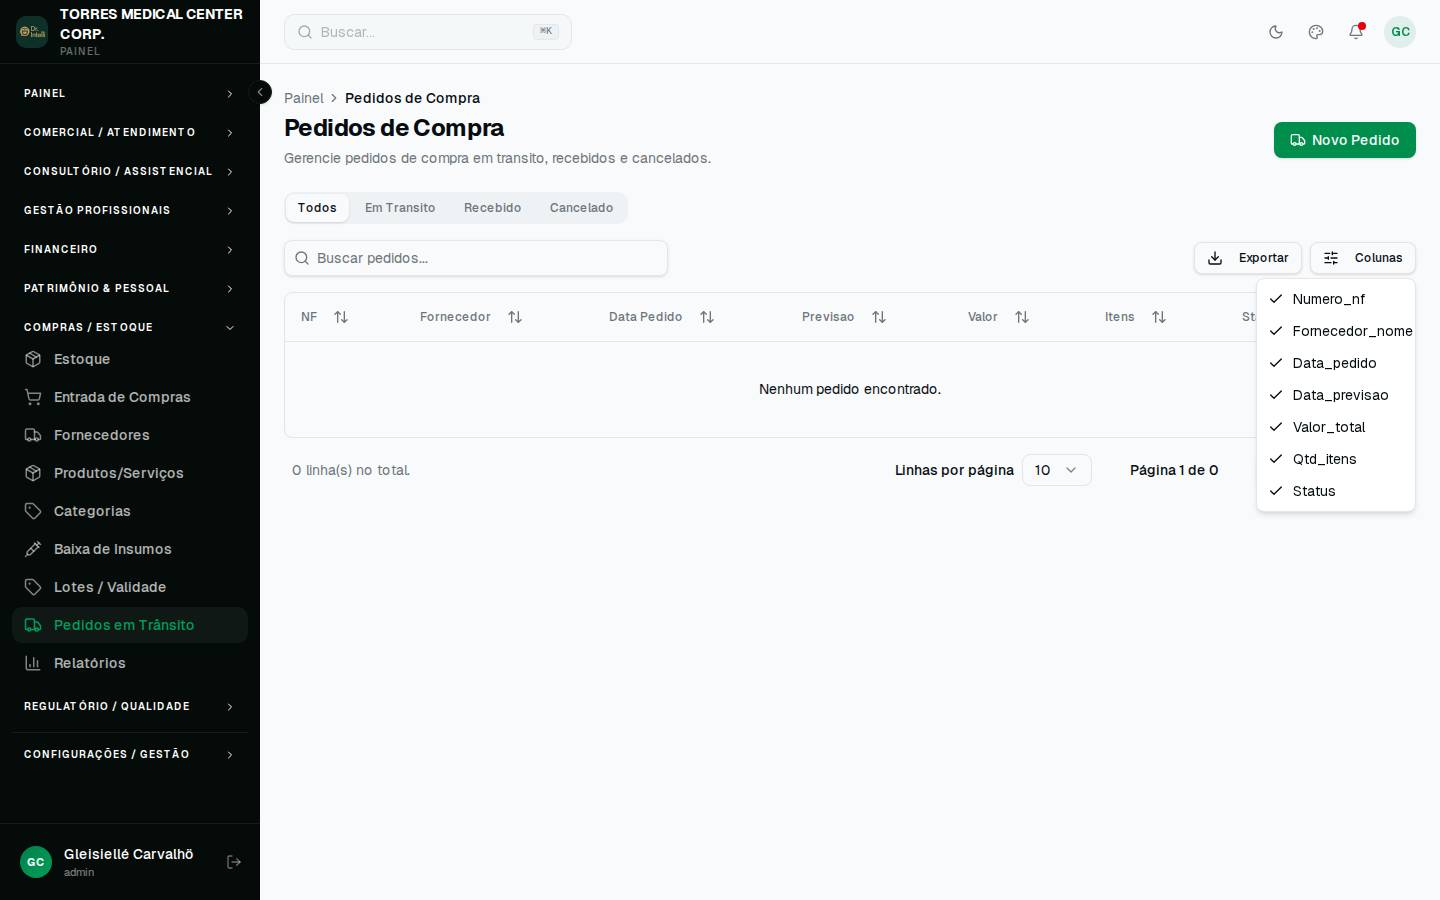 TORRES MEDICAL CENTER
CORP.
PAINEL
PAINEL
COMERCIAL / ATENDIMENTO
CONSULTÓRIO / ASSISTENCIAL
GESTÃO PROFISSIONAIS
FINANCEIRO
PATRIMÔNIO & PESSOAL
COMPRAS / ESTOQUE
Estoque
Entrada de Compras
Fornecedores
Produtos/Serviços
Categorias
Baixa de Insumos
Lotes / Validade
Pedidos em Trânsito
Relatórios
REGULATÓRIO / QUALIDADE
CONFIGURAÇÕES / GESTÃO
GC
Gleisiellé Carvalhö
admin
Buscar... ⌘K
GC
Painel > Pedidos de Compra
Pedidos de Compra
Gerencie pedidos de compra em transito, recebidos e cancelados.
Novo Pedido
Todos Em Transito Recebido Cancelado
Buscar pedidos...
Exportar Colunas
NF Fornecedor Data Pedido Previsao Valor Itens St
Nenhum pedido encontrado.
0 linha(s) no total.
Linhas por página 10 Página 1 de 0
Numero_nf
Fornecedor_nome
Data_pedido
Data_previsao
Valor_total
Qtd_itens
Status